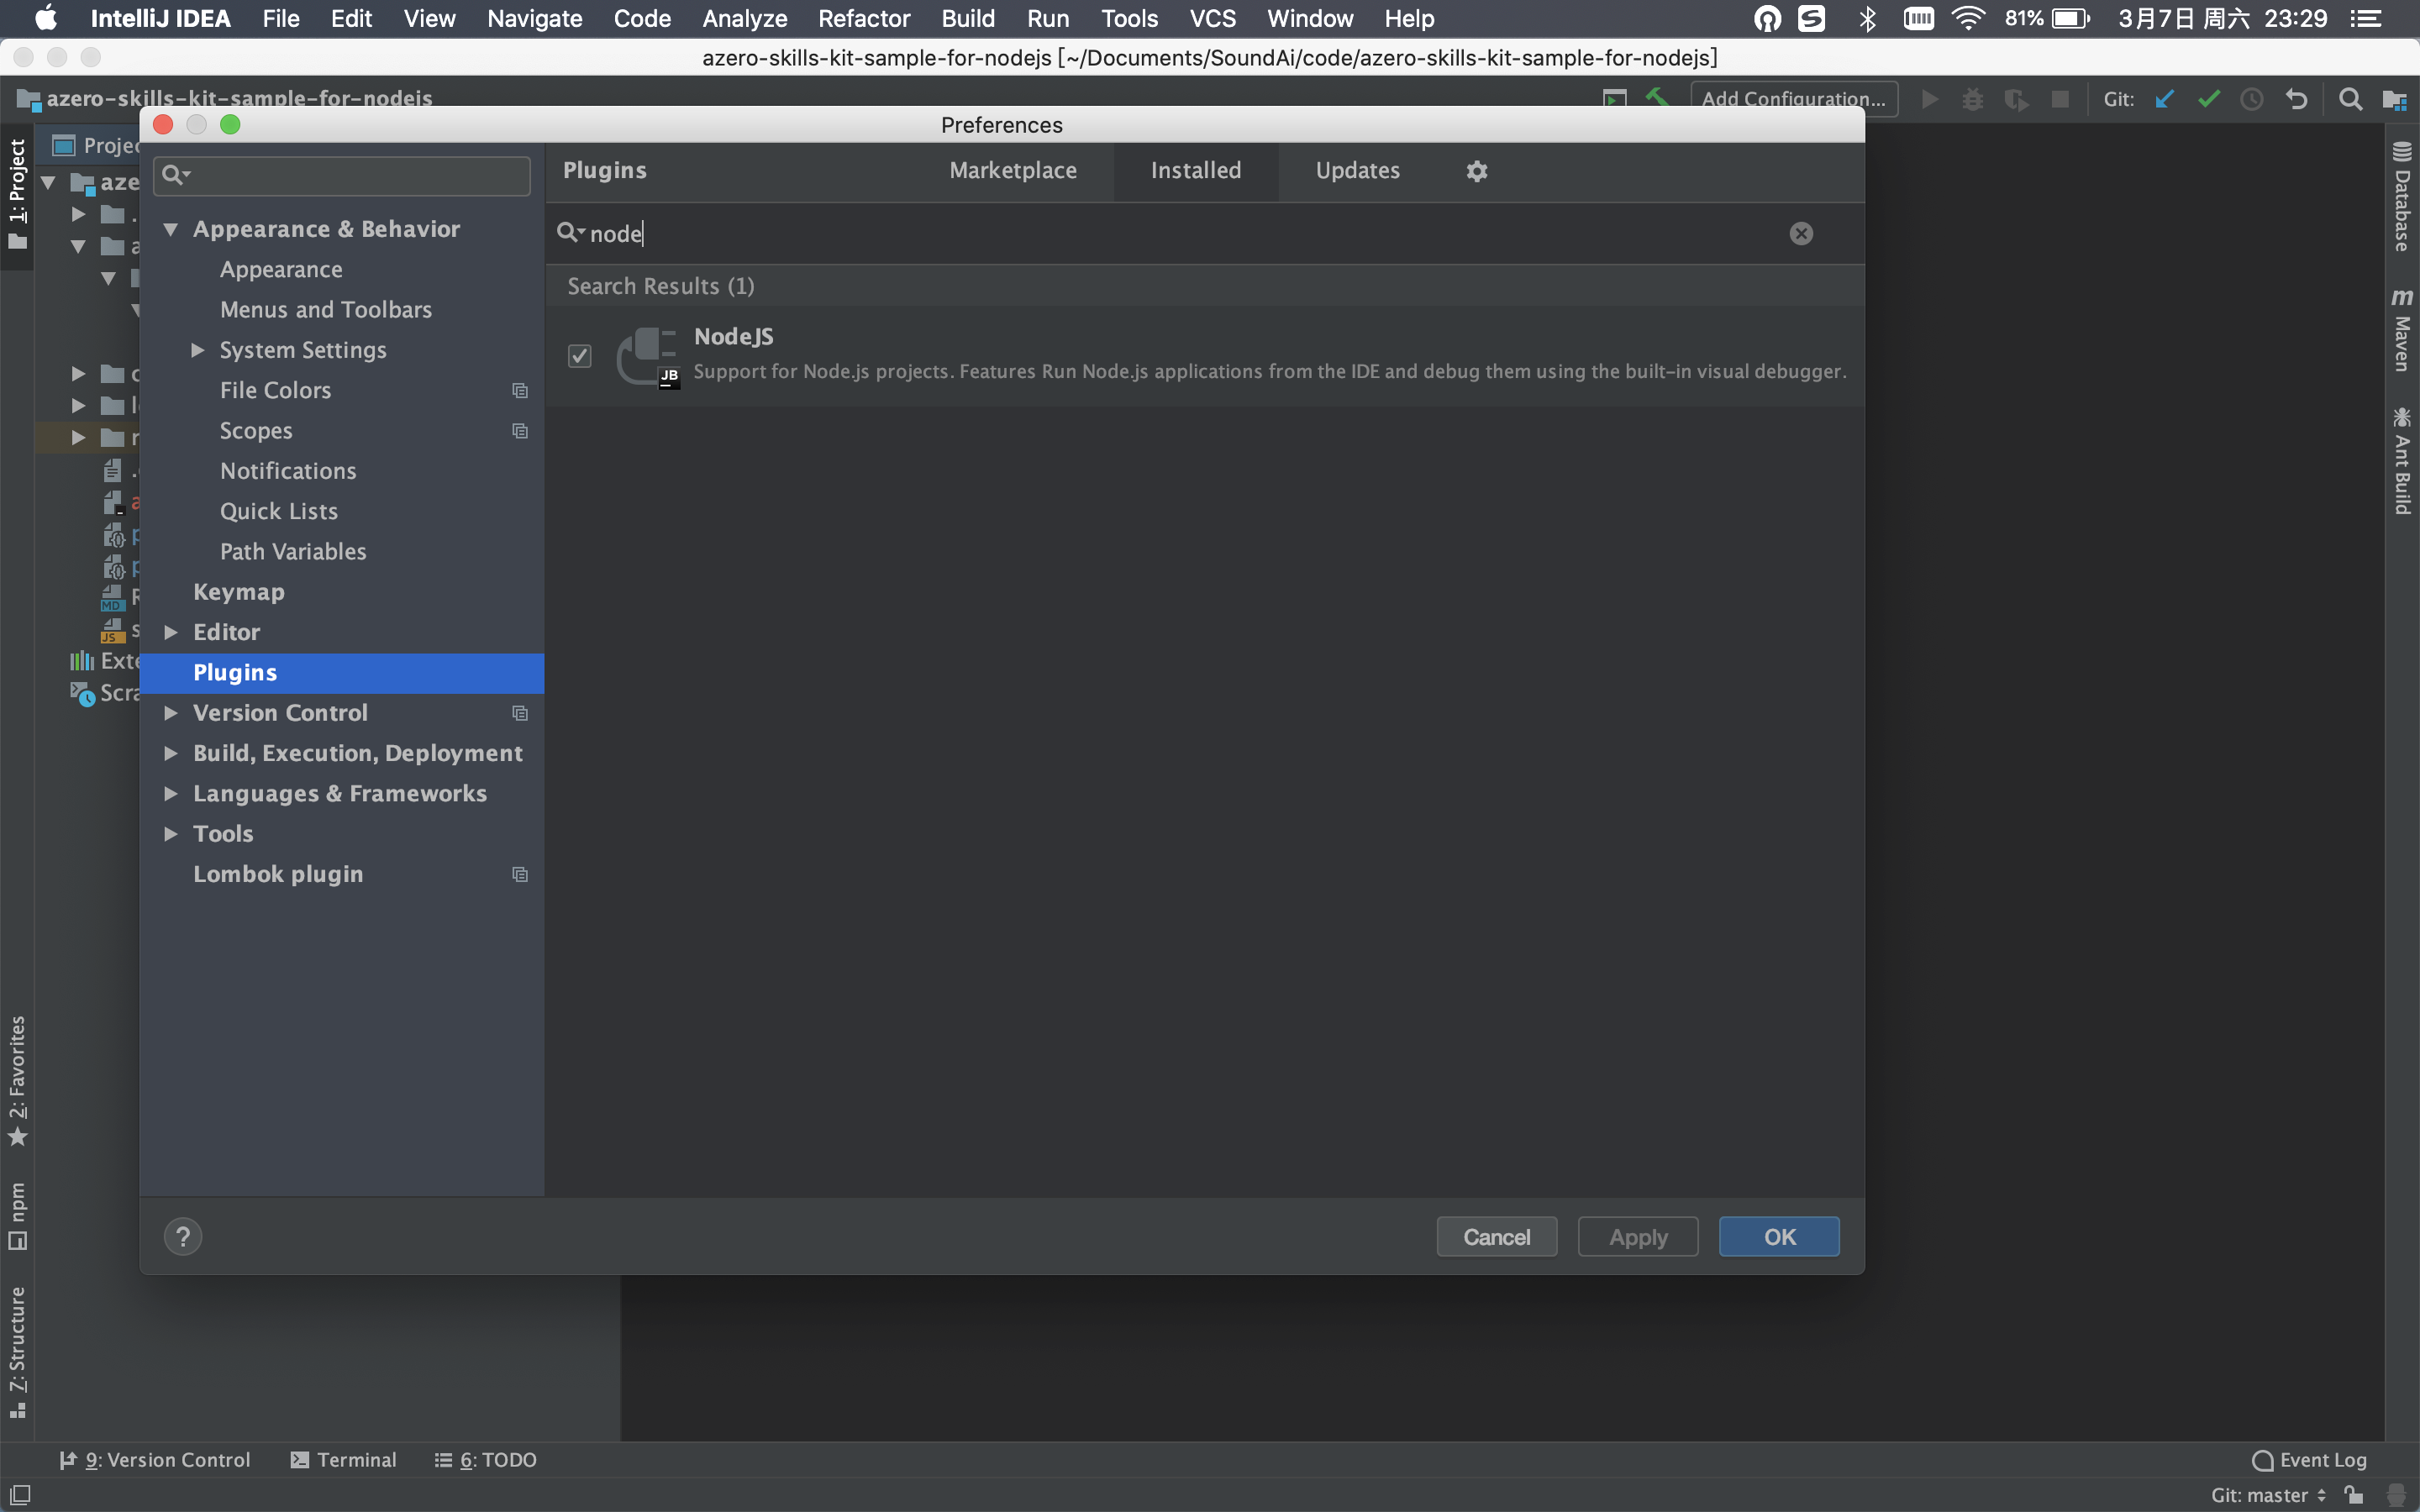 IntelliJ IDEA File Edit View Navigate Code Analyze Refactor Build Run Tools VCS Window Help 81% 3月7日 周六 23:29
azero-skills-kit-sample-for-nodejs [~/Documents/SoundAi/code/azero-skills-kit-sample-for-nodejs]
azero-skills-kit-sample-for-nodejs Add Configuration... Git:
Preferences
1: Project
Projec
aze
Exte
Scra
2: Favorites
npm
7: Structure
Appearance & Behavior
Appearance
Menus and Toolbars
System Settings
File Colors
Scopes
Notifications
Quick Lists
Path Variables
Keymap
Editor
Plugins
Version Control
Build, Execution, Deployment
Languages & Frameworks
Tools
Lombok plugin
Plugins Marketplace Installed Updates
node
Search Results (1)
NodeJS
JB
Support for Node.js projects. Features Run Node.js applications from the IDE and debug them using the built-in visual debugger.
? Cancel Apply OK
Database
m Maven
Ant Build
MD
JS
9: Version Control Terminal 6: TODO Event Log
Git: master